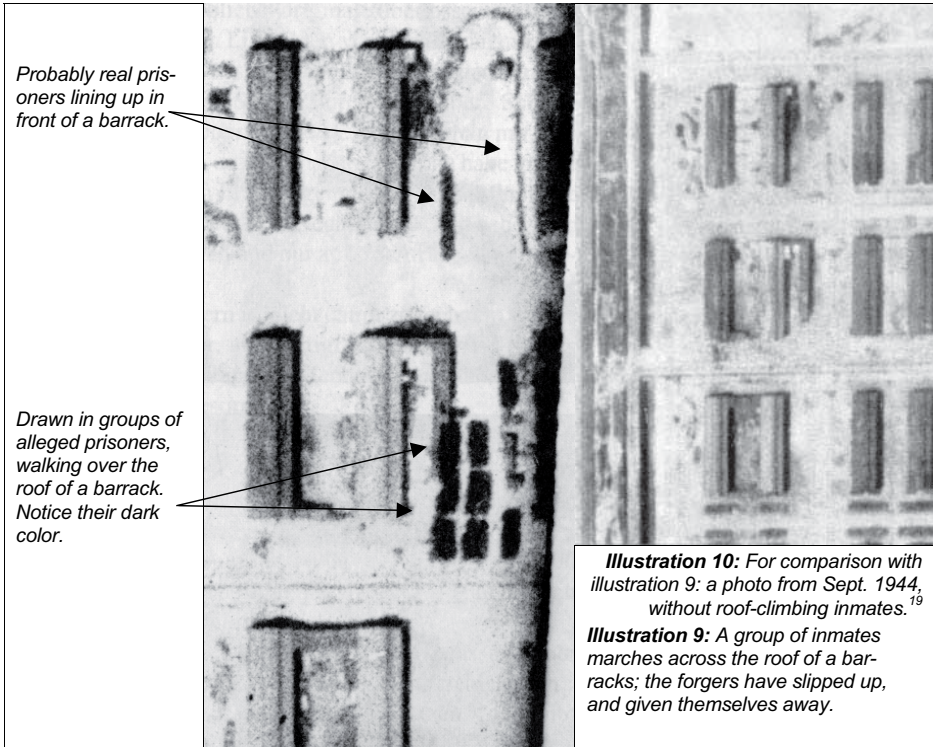 Probably real pris-
oners lining up in
front of a barrack.
Drawn in groups of
alleged prisoners,
walking over the
roof of a barrack.
Notice their dark
color.
Illustration 10: For comparison with
illustration 9: a photo from Sept. 1944,
without roof-climbing inmates.19
Illustration 9: A group of inmates
marches across the roof of a bar-
racks; the forgers have slipped up,
and given themselves away.